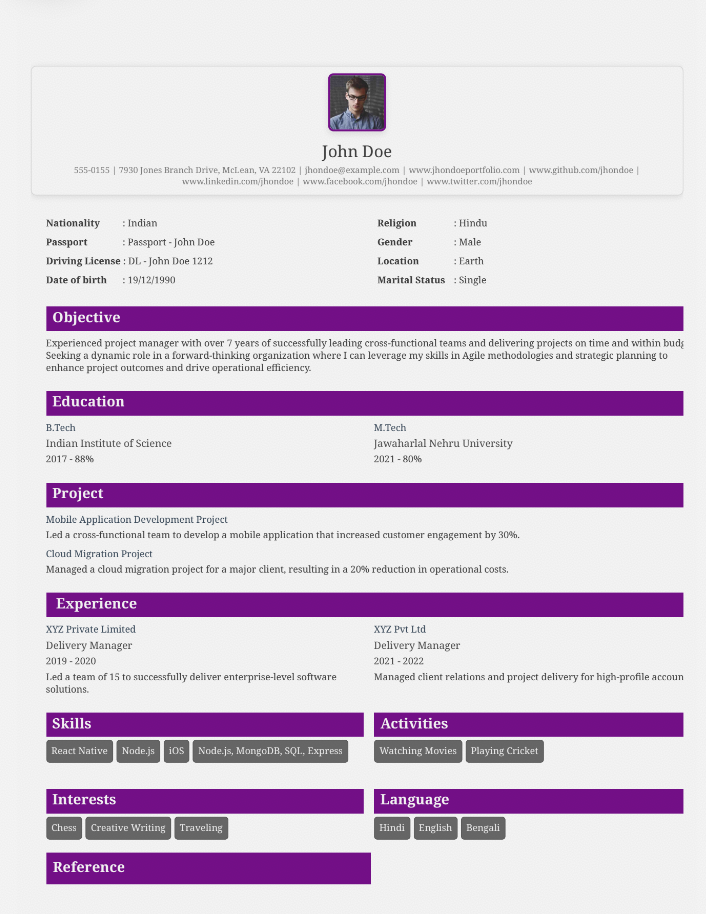 John Doe
555-0155 | 7930 Jones Branch Drive, McLean, VA 22102 | jhondoe@example.com | www.jhondoeportfolio.com | www.github.com/jhondoe |
www.linkedin.com/jhondoe | www.facebook.com/jhondoe | www.twitter.com/jhondoe
Nationality : Indian
Religion : Hindu
Passport : Passport - John Doe
Gender : Male
Driving License : DL - John Doe 1212
Location : Earth
Date of birth : 19/12/1990
Marital Status : Single
Objective
Experienced project manager with over 7 years of successfully leading cross-functional teams and delivering projects on time and within
Seeking a dynamic role in a forward-thinking organization where I can leverage my skills in Agile methodologies and strategic planning to
enhance project outcomes and drive operational efficiency.
Education
B.Tech
Indian Institute of Science
2017 - 88%
M.Tech
Jawaharlal Nehru University
2021 - 80%
Project
Mobile Application Development Project
Led a cross-functional team to develop a mobile application that increased customer engagement by 30%.
Cloud Migration Project
Managed a cloud migration project for a major client, resulting in a 20% reduction in operational costs.
Experience
XYZ Private Limited
Delivery Manager
2019 - 2020
Led a team of 15 to successfully deliver enterprise-level software
solutions.
XYZ Pvt Ltd
Delivery Manager
2021 - 2022
Managed client relations and project delivery for high-profile accoun
Skills
React Native Node.js iOS Node.js, MongoDB, SQL, Express
Activities
Watching Movies Playing Cricket
Interests
Chess Creative Writing Traveling
Language
Hindi English Bengali
Reference